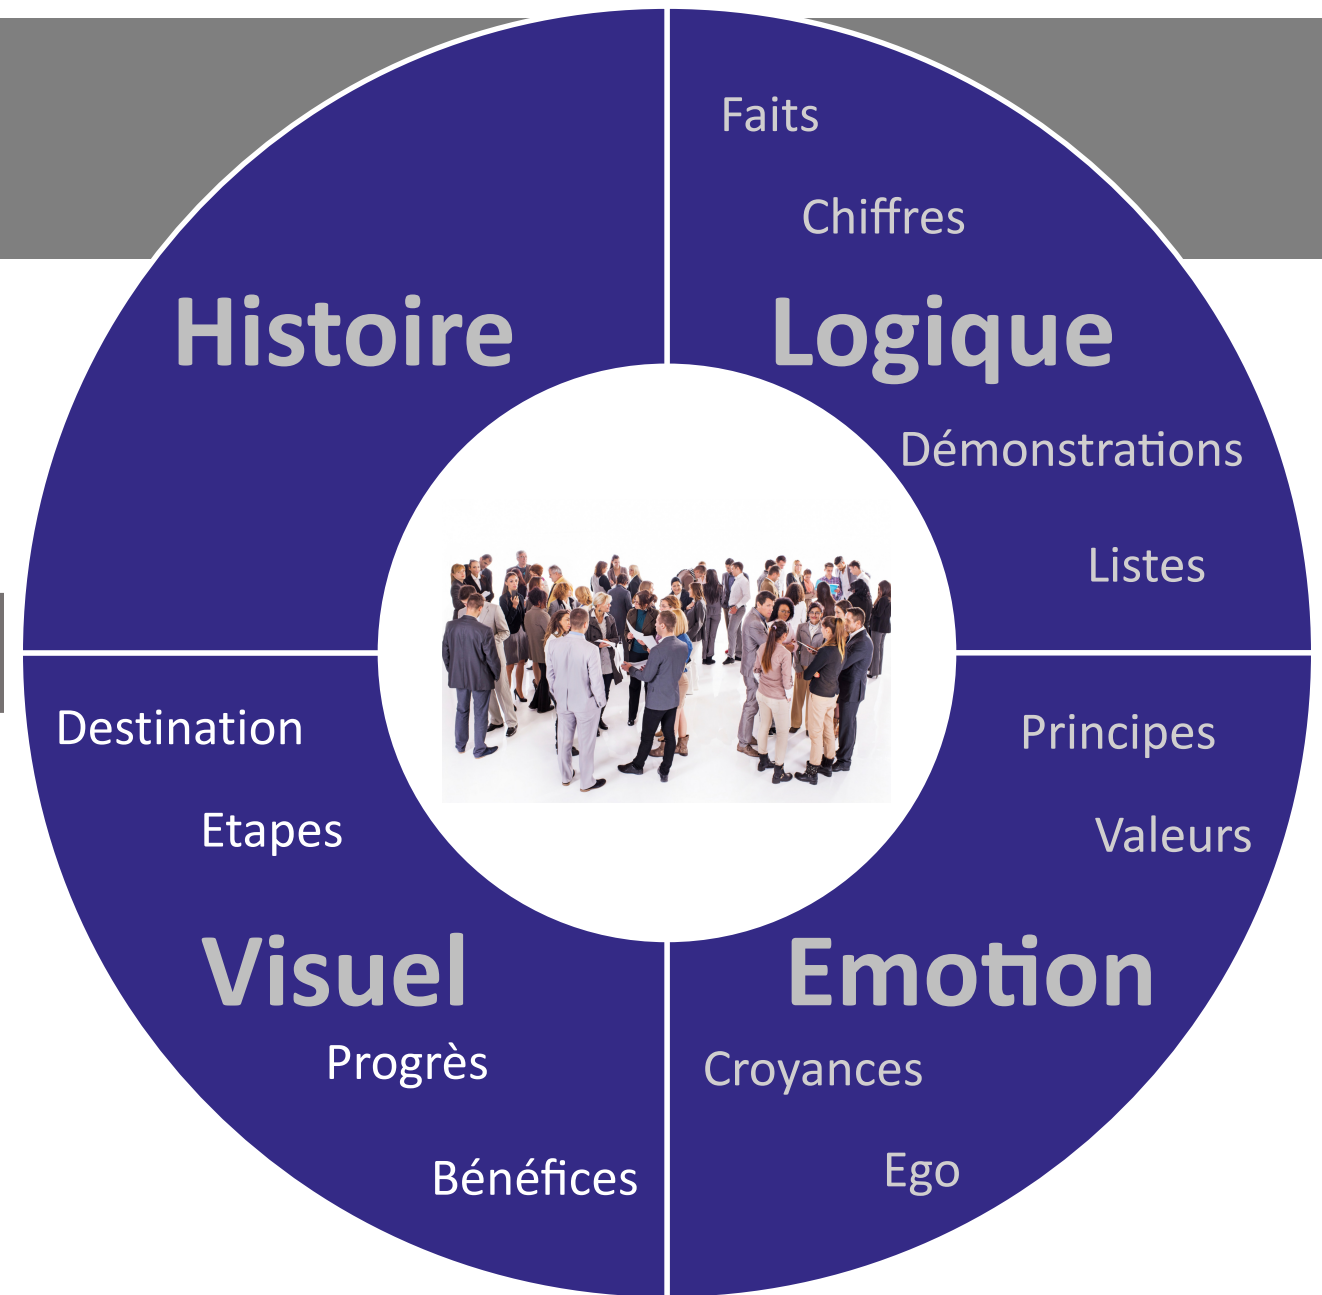 Faits
Chiffres
Histoire
Logique
Démonstrations
Listes
Destination
Principes
Etapes
Valeurs
Visuel
Emotion
Progrès
Croyances
Bénéfices
Ego